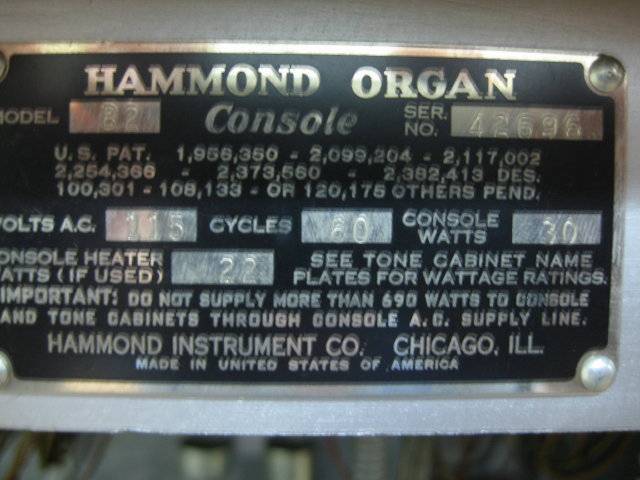 HAMMOND ORGAN
MODEL B2 Console SER. NO. 42696
U.S. PAT. 1,956,350 - 2,099,204 - 2,117,002
2,254,366 - 2,373,560 - 2,382,413 DES.
100,301 - 108,133 - OR 120,175 OTHERS PEND.
VOLTS A.C. 115 CYCLES 60 CONSOLE WATTS 30
CONSOLE HEATER WATTS (IF USED) 22 SEE TONE CABINET NAME
PLATES FOR WATTAGE RATINGS.
IMPORTANT: DO NOT SUPPLY MORE THAN 690 WATTS TO CONSOLE
AND TONE CABINETS THROUGH CONSOLE A.C. SUPPLY LINE.
HAMMOND INSTRUMENT CO. CHICAGO, ILL.
MADE IN UNITED STATES OF AMERICA